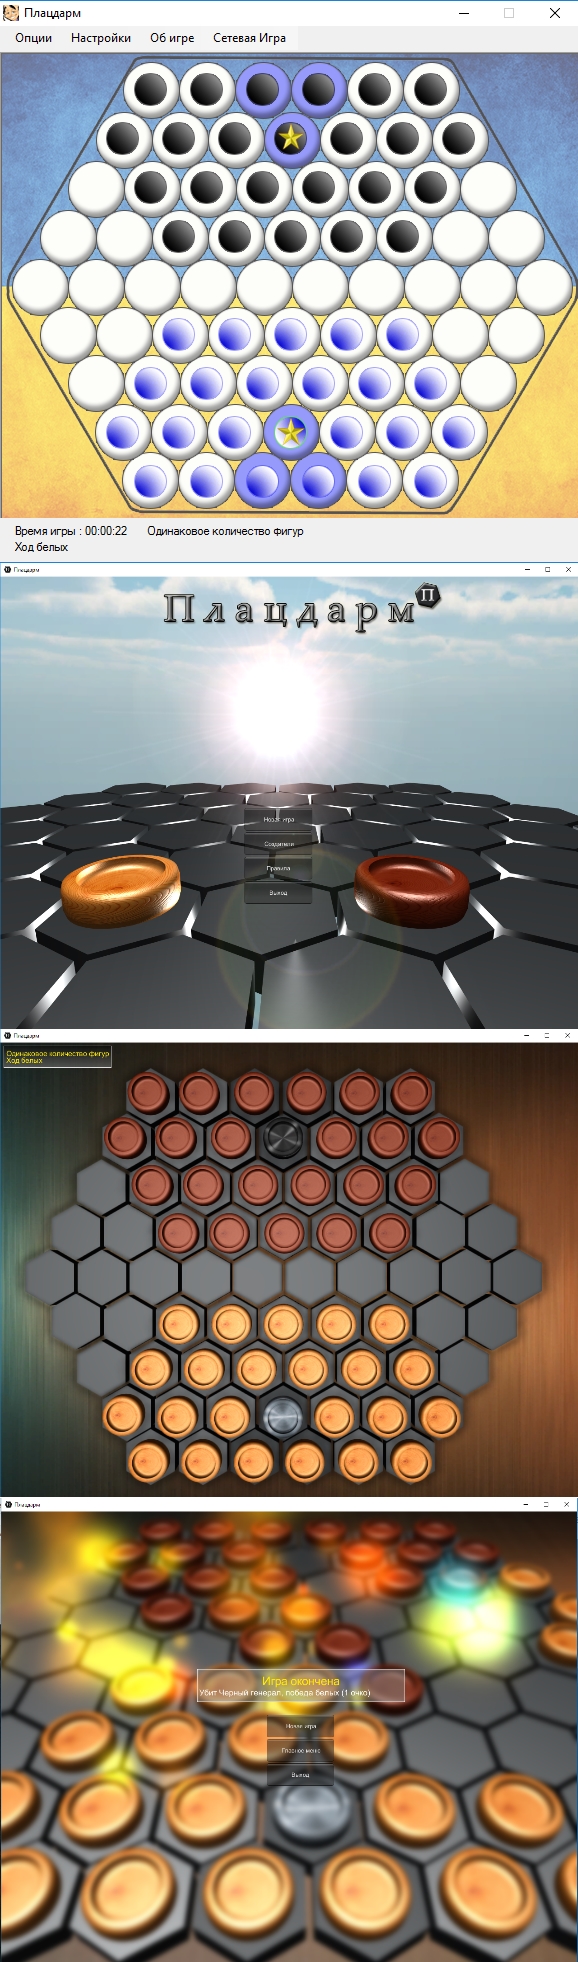 Плацдарм
Опции Настройки Об игре Сетевая Игра
Время игры : 00:00:22 Одинаковое количество фигур
Ход белых
Плацдарм
Плацдарм П
Новая игра
Создатели
Правила
Выход
Плацдарм
Одинаковое количество фигур
Ход белых
Плацдарм
Игра окончена
Убит Черный генерал, победа белых (1 очко)
Новая игра
Главное меню
Выход